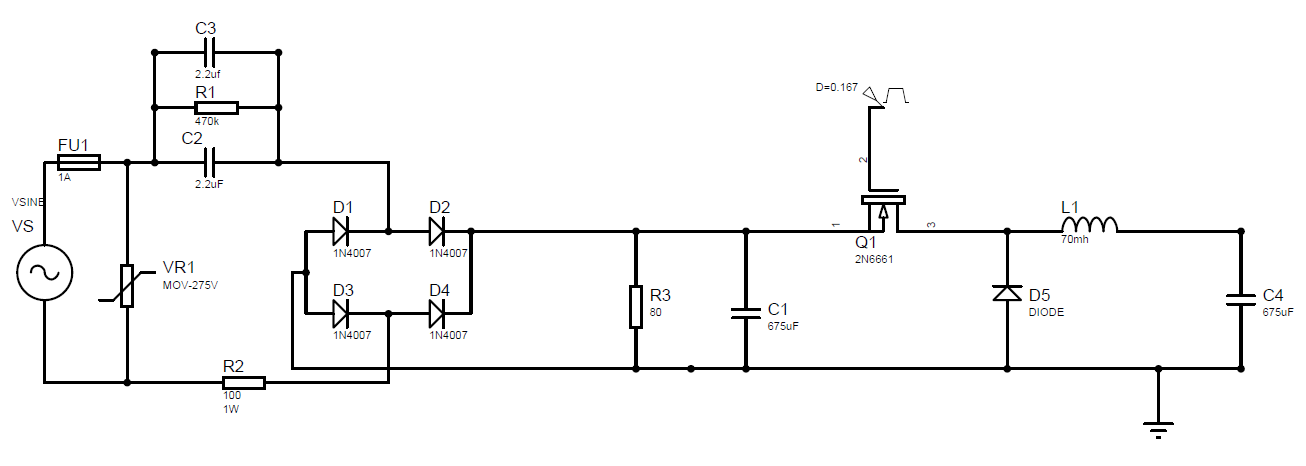 C3
2.2uf
R1
470k
C2
2.2uF
FU1
1A
VSINE
VS
VR1
MOV-275V
R2
100
1W
D1
1N4007
D2
1N4007
D3
1N4007
D4
1N4007
R3
80
C1
675uF
D=0.167
2
1
3
Q1
2N6661
L1
70mh
D5
DIODE
C4
675uF